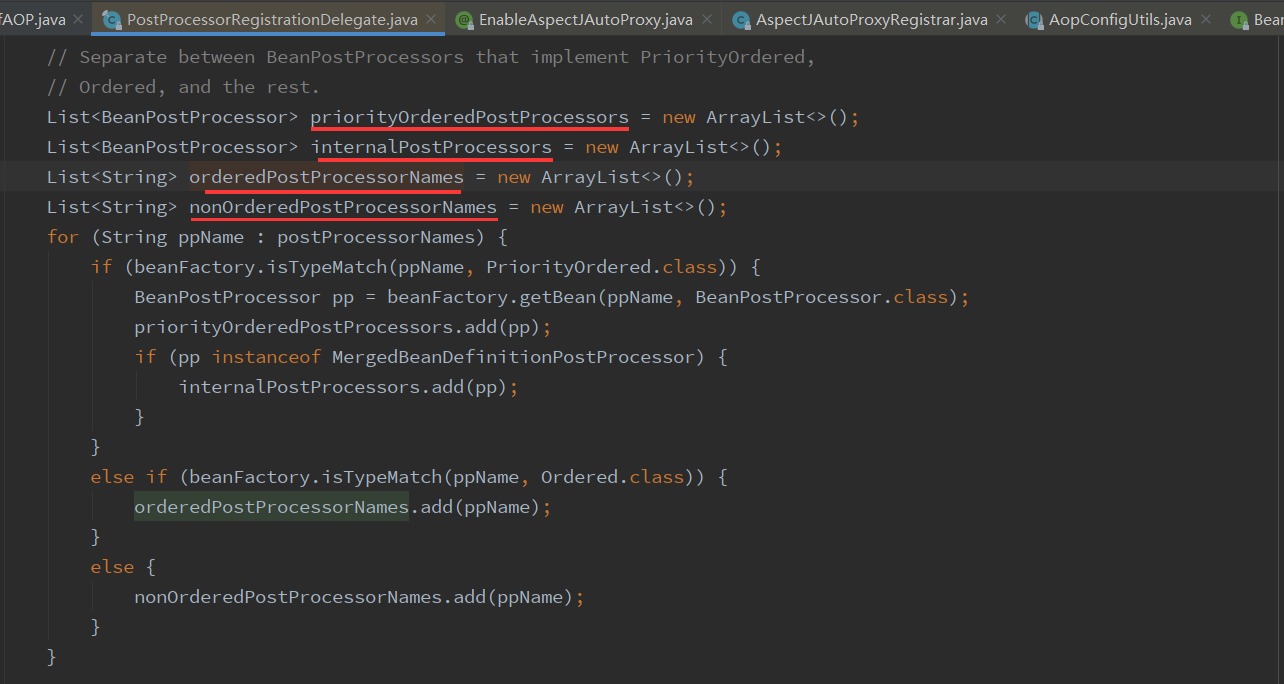 fAOP.java PostProcessorRegistrationDelegate.java EnableAspectJAutoProxy.java AspectJAutoProxyRegistrar.java AopConfigUtils.java Bear
// Separate between BeanPostProcessors that implement PriorityOrdered,
// Ordered, and the rest.
List<BeanPostProcessor> priorityOrderedPostProcessors = new ArrayList<>();
List<BeanPostProcessor> internalPostProcessors = new ArrayList<>();
List<String> orderedPostProcessorNames = new ArrayList<>();
List<String> nonOrderedPostProcessorNames = new ArrayList<>();
for (String ppName : postProcessorNames) {
if (beanFactory.isTypeMatch(ppName, PriorityOrdered.class)) {
BeanPostProcessor pp = beanFactory.getBean(ppName, BeanPostProcessor.class);
priorityOrderedPostProcessors.add(pp);
if (pp instanceof MergedBeanDefinitionPostProcessor) {
internalPostProcessors.add(pp);
}
}
else if (beanFactory.isTypeMatch(ppName, Ordered.class)) {
orderedPostProcessorNames.add(ppName);
}
else {
nonOrderedPostProcessorNames.add(ppName);
}
}